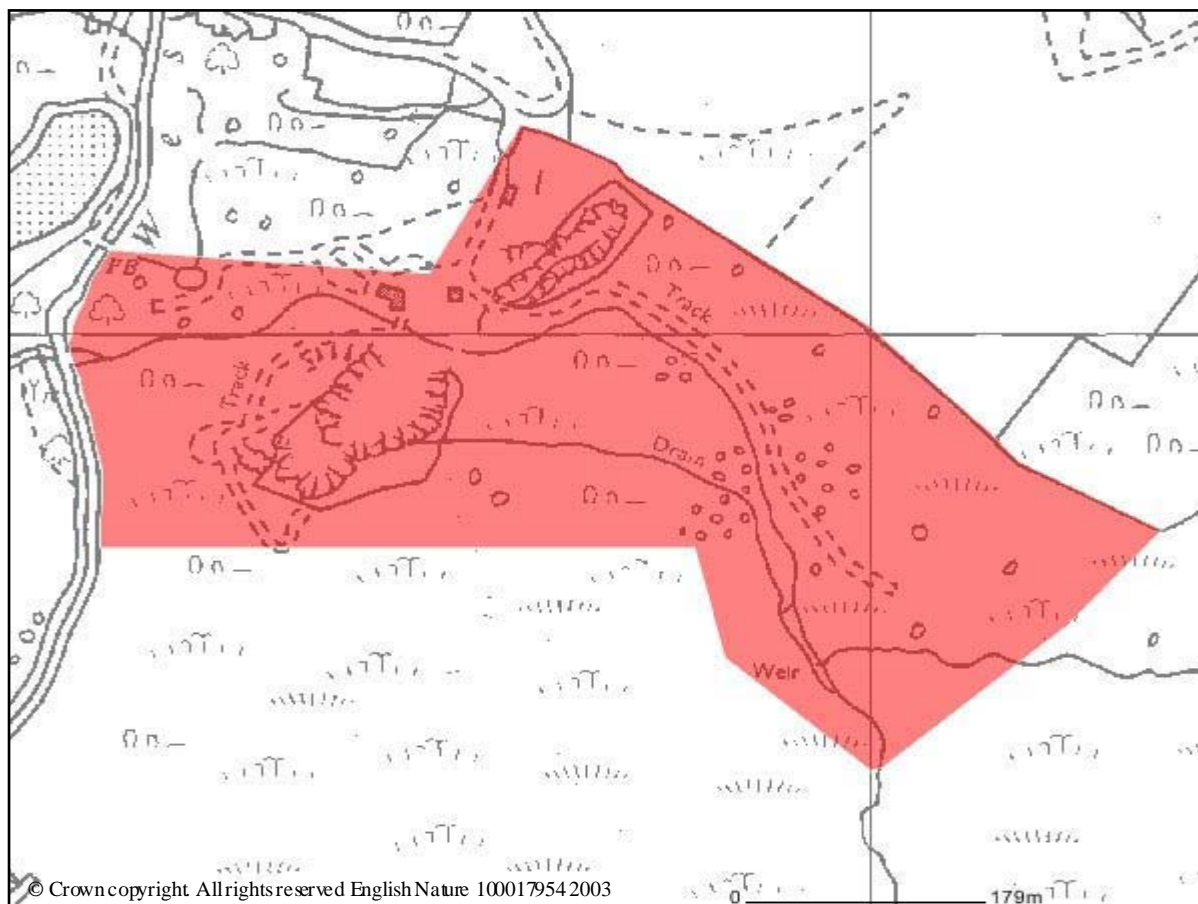 W e s
FB
Track
Track
Drain
Weir
© Crown copyright. All rights reserved English Nature 100017954 2003
0 179m